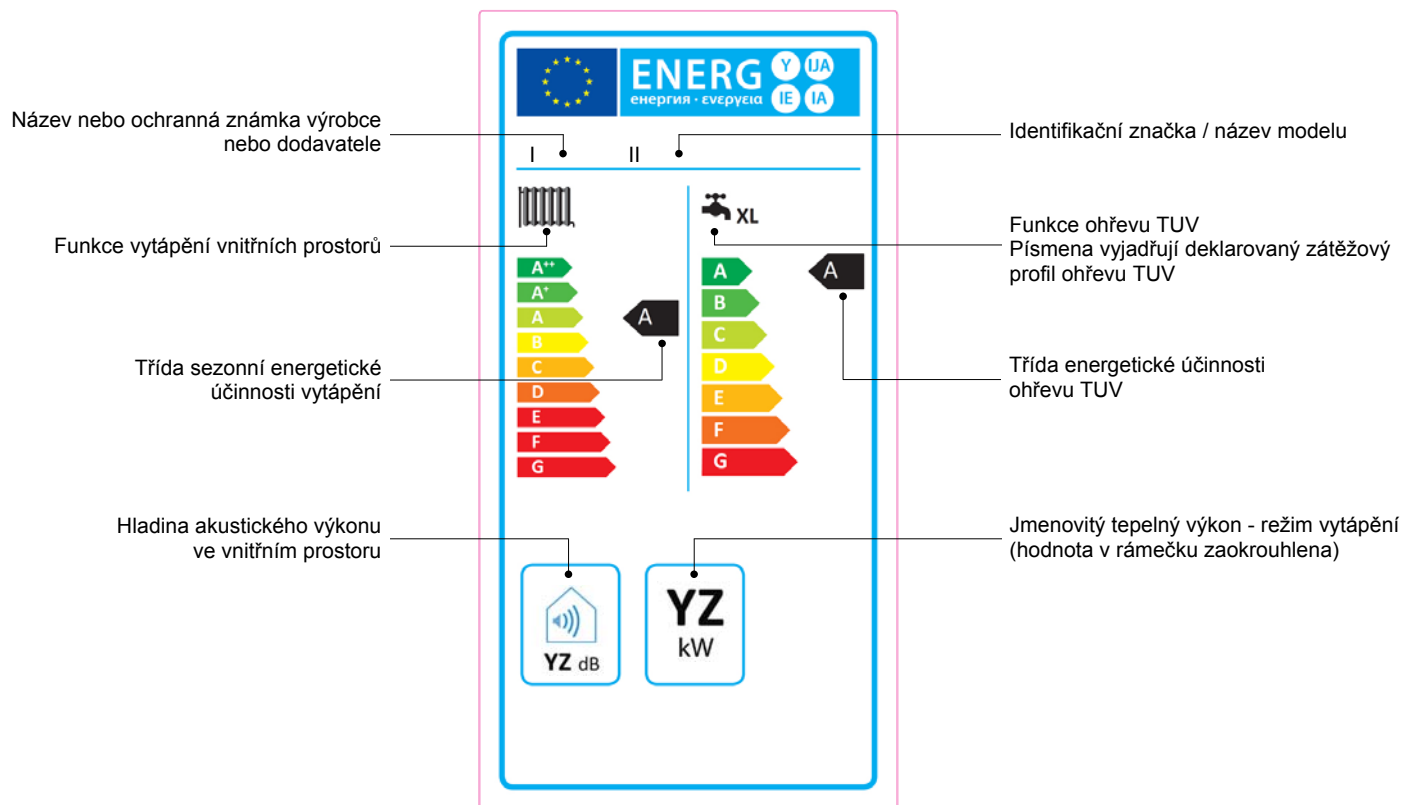 ENERG Y IJA
енергия · ενεργεια IE IA
Název nebo ochranná známka výrobce
nebo dodavatele
Identifikační značka / název modelu
I II
XL
Funkce vytápění vnitřních prostorů
Funkce ohřevu TUV
Písmena vyjadřují deklarovaný zátěžový
profil ohřevu TUV
A++
A+
A
B
C
D
E
F
G
A
A
B
C
D
E
F
G
A
Třída sezonní energetické
účinnosti vytápění
Třída energetické účinnosti
ohřevu TUV
Hladina akustického výkonu
ve vnitřním prostoru
Jmenovitý tepelný výkon - režim vytápění
(hodnota v rámečku zaokrouhlena)
YZ dB
YZ
kW